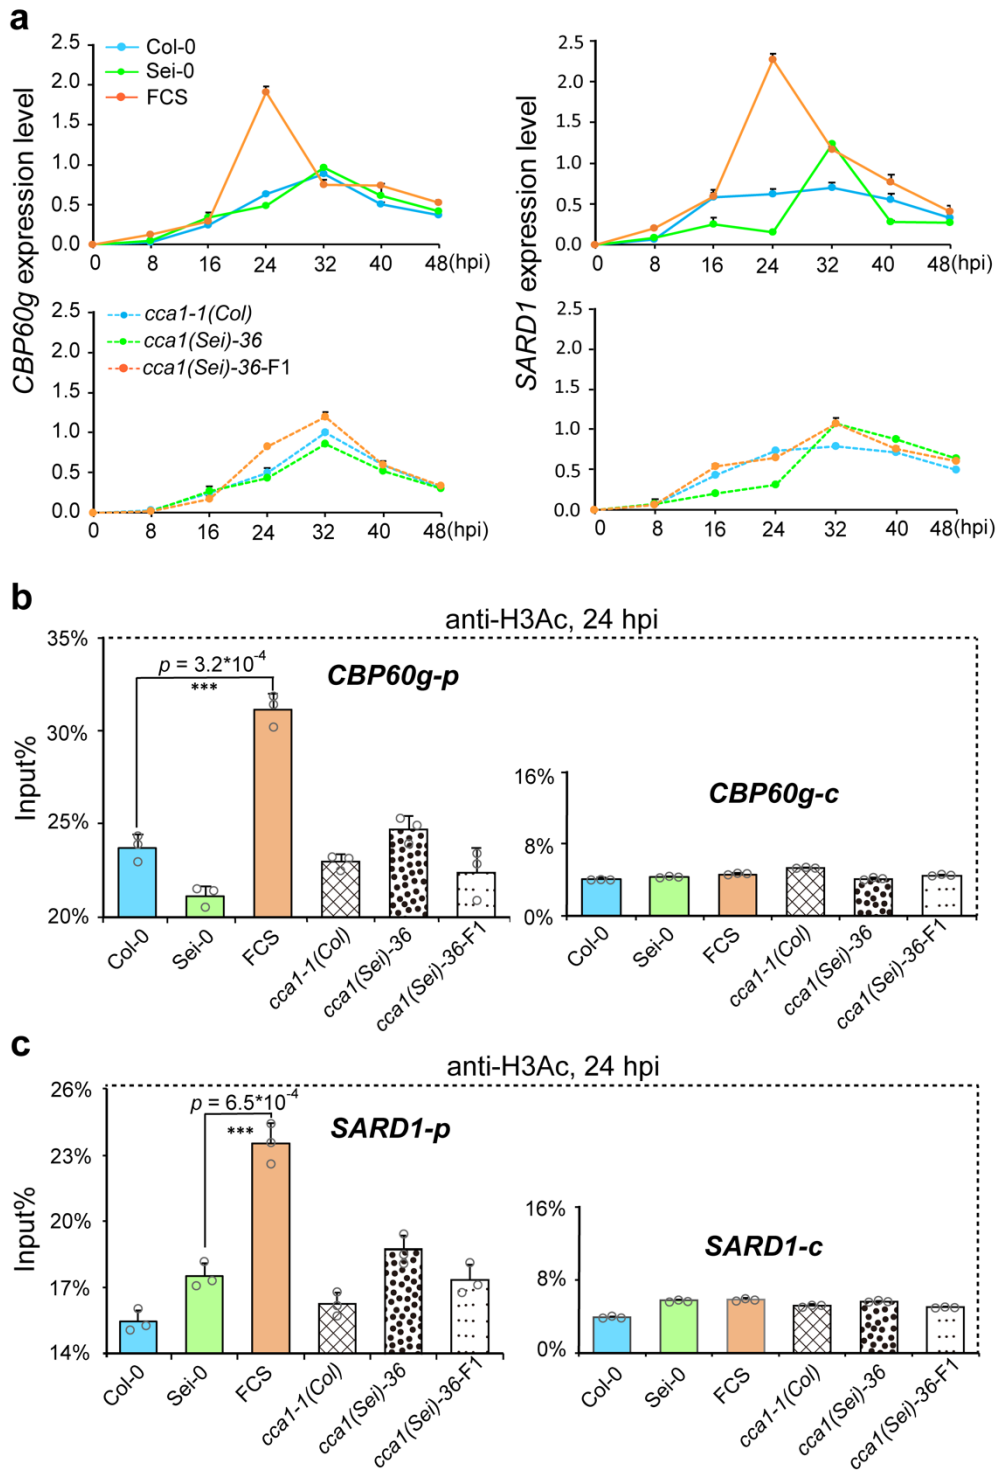 a
CBP60g expression level
2.5
2.0
1.5
1.0
0.5
0.0
Col-0
Sei-0
FCS
0 8 16 24 32 40 48(hpi)
SARD1 expression level
2.5
2.0
1.5
1.0
0.5
0.0
0 8 16 24 32 40 48(hpi)
2.5
2.0
1.5
1.0
0.5
0.0
cca1-1(Col)
cca1(Sei)-36
cca1(Sei)-36-F1
0 8 16 24 32 40 48(hpi)
2.5
2.0
1.5
1.0
0.5
0.0
0 8 16 24 32 40 48(hpi)
b
anti-H3Ac, 24 hpi
Input%
35%
30%
25%
20%
p = 3.2*10-4
***
CBP60g-p
Col-0
Sei-0
FCS
cca1-1(Col)
cca1(Sei)-36
cca1(Sei)-36-F1
16%
8%
0%
CBP60g-c
Col-0
Sei-0
FCS
cca1-1(Col)
cca1(Sei)-36
cca1(Sei)-36-F1
c
anti-H3Ac, 24 hpi
Input%
26%
23%
20%
17%
14%
p = 6.5*10-4
***
SARD1-p
Col-0
Sei-0
FCS
cca1-1(Col)
cca1(Sei)-36
cca1(Sei)-36-F1
16%
8%
0%
SARD1-c
Col-0
Sei-0
FCS
cca1-1(Col)
cca1(Sei)-36
cca1(Sei)-36-F1